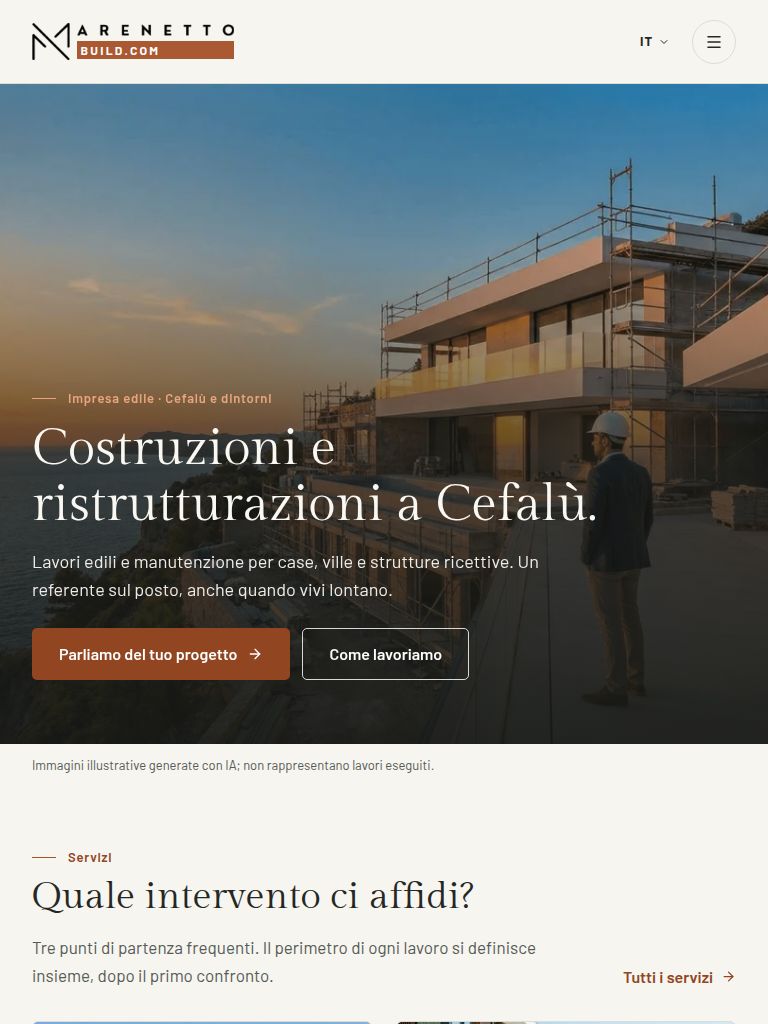 MARENETTO
BUILD.COM
IT
Impresa edile · Cefalù e dintorni
Costruzioni e
ristrutturazioni a Cefalù.
Lavori edili e manutenzione per case, ville e strutture ricettive. Un
referente sul posto, anche quando vivi lontano.
Parliamo del tuo progetto
Come lavoriamo
Immagini illustrative generate con IA; non rappresentano lavori eseguiti.
Servizi
Quale intervento ci affidi?
Tre punti di partenza frequenti. Il perimetro di ogni lavoro si definisce
insieme, dopo il primo confronto.
Tutti i servizi